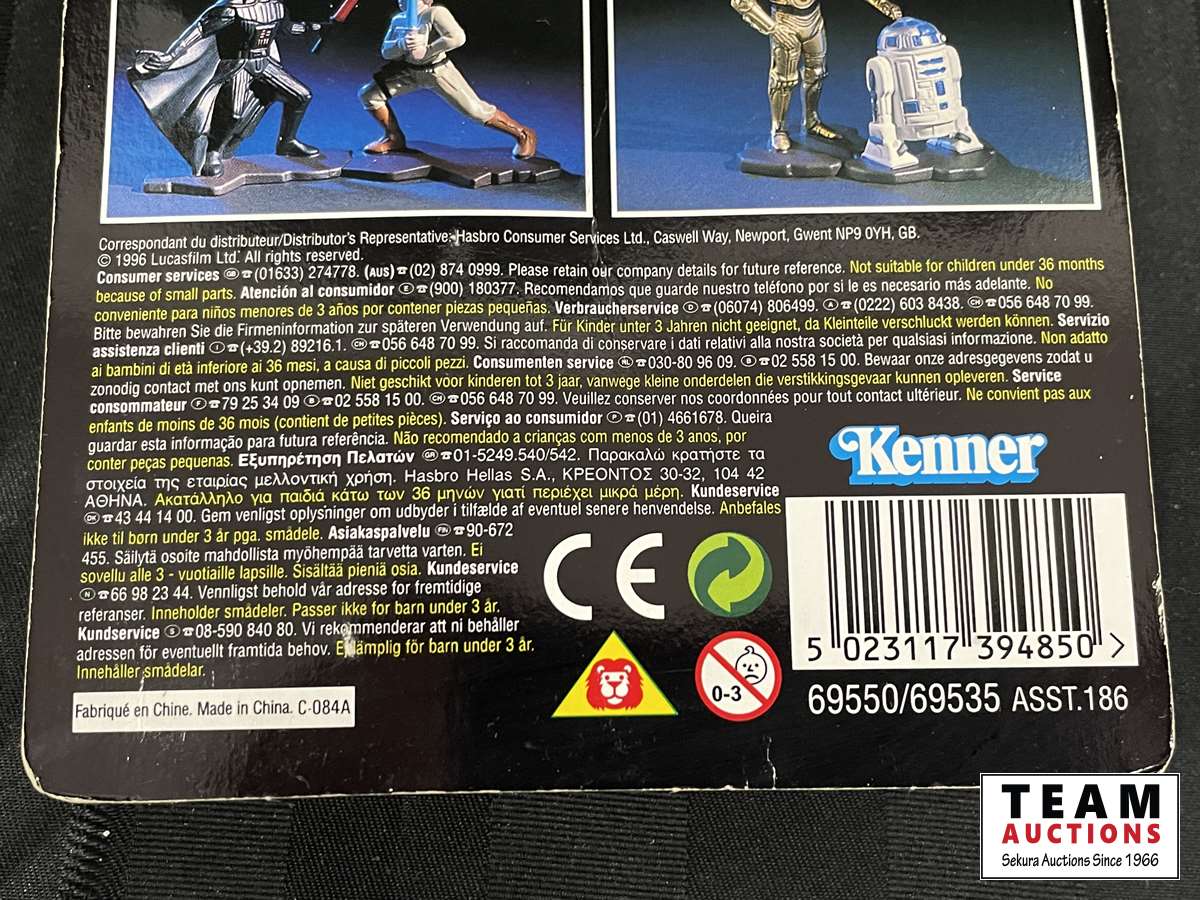 Correspondant du distributeur/Distributor's Representative: Hasbro Consumer Services Ltd., Caswell Way, Newport, Gwent NP9 0YH, GB.
© 1996 Lucasfilm Ltd. All rights reserved.
Consumer services GB ☎(01633) 274778. (AUS)☎(02) 874 0999. Please retain our company details for future reference. Not suitable for children under 36 months
because of small parts. Atención al consumidor E ☎(900) 180377. Recomendamos que guarde nuestro teléfono por si le es necesario más adelante. No
conveniente para niños menores de 3 años por contener piezas pequeñas. Verbraucherservice D ☎(06074) 806499. A ☎(0222) 603 8438. CH ☎056 648 70 99.
Bitte bewahren Sie die Firmeninformation zur späteren Verwendung auf. Für Kinder unter 3 Jahren nicht geeignet, da Kleinteile verschluckt werden können. Servizio
assistenza clienti I ☎(+39.2) 89216.1. CH ☎056 648 70 99. Si raccomanda di conservare i dati relativi alla nostra società per qualsiasi informazione. Non adatto
ai bambini di età inferiore ai 36 mesi, a causa di piccoli pezzi. Consumenten service NL ☎030-80 96 09. B ☎02 558 15 00. Bewaar onze adresgegevens zodat u
zonodig contact met ons kunt opnemen. Niet geschikt voor kinderen tot 3 jaar, vanwege kleine onderdelen die verstikkingsgevaar kunnen opleveren. Service
consommateur F ☎79 25 34 09 B ☎02 558 15 00. CH ☎056 648 70 99. Veuillez conserver nos coordonnées pour tout contact ultérieur. Ne convient pas aux
enfants de moins de 36 mois (contient de petites pièces). Serviço ao consumidor P ☎(01) 4661678. Queira
guardar esta informação para futura referência. Não recomendado a crianças com menos de 3 anos, por
conter peças pequenas. Εξυπηρέτηση Πελατών GR ☎01-5249.540/542. Παρακαλώ κρατήστε τα
στοιχεία της εταιρίας μελλοντική χρήση. Hasbro Hellas S.A., ΚΡΕΟΝΤΟΣ 30-32, 104 42
ΑΘΗΝΑ. Ακατάλληλο για παιδιά κάτω των 36 μηνών γιατί περιέχει μικρά μέρη. Kundeservice
DK ☎43 44 14 00. Gem venligst oplysninger om udbyder i tilfælde af eventuel senere henvendelse. Anbefales
ikke til børn under 3 år pga. smådele. Asiakaspalvelu FN ☎90-672
455. Säilytä osoite mahdollista myöhempää tarvetta varten. Ei
sovellu alle 3 - vuotiaille lapsille. Sisältää pieniä osia. Kundeservice
N ☎66 98 23 44. Vennligst behold vår adresse for fremtidige
referanser. Inneholder smådeler. Passer ikke for barn under 3 år.
Kundservice S ☎08-590 840 80. Vi rekommenderar att ni behåller
adressen för eventuellt framtida behov. Ej lämplig för barn under 3 år.
Innehåller smådelar.
Fabriqué en Chine. Made in China. C-084A
Kenner
CE
0-3
5 023117 394850 >
69550/69535 ASST.186
TEAM
AUCTIONS
Sekura Auctions Since 1966